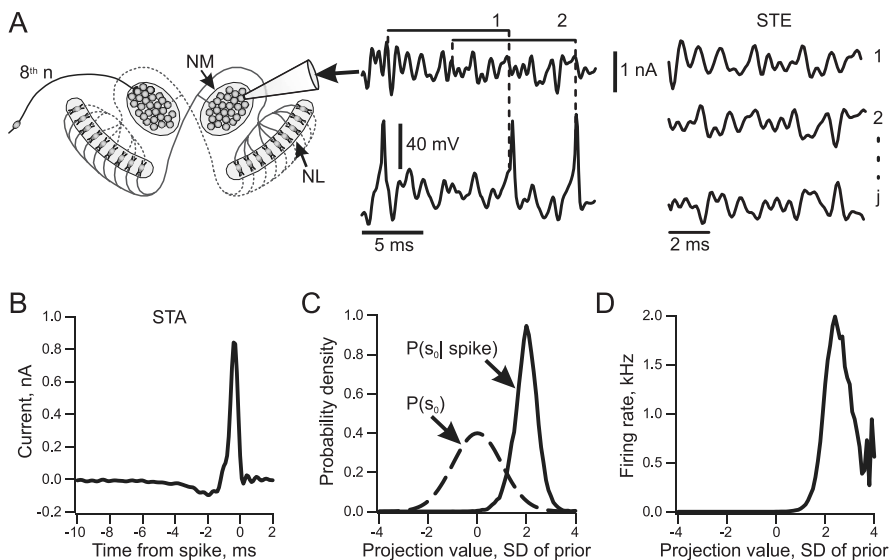 A
8th n
NM
NL
1 2
1 nA
40 mV
5 ms
STE
1
2
j
2 ms
B
STA
1.0
0.8
0.6
0.4
0.2
0.0
-0.2
Current, nA
-10 -8 -6 -4 -2 0 2
Time from spike, ms
C
1.0
0.8
0.6
0.4
0.2
0.0
Probability density
P(s0| spike)
P(s0)
-4 -2 0 2 4
Projection value, SD of prior
D
2.0
1.5
1.0
0.5
0.0
Firing rate, kHz
-4 -2 0 2 4
Projection value, SD of prior